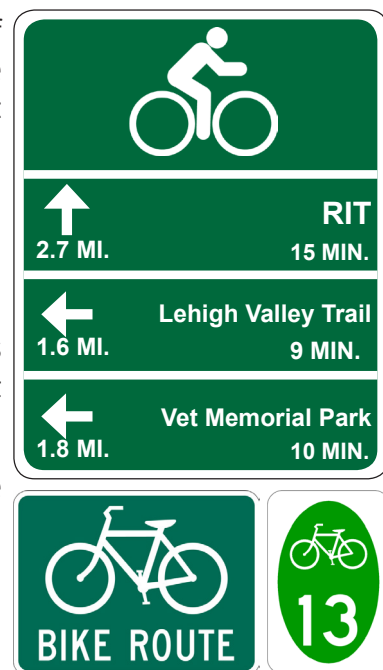 RIT
2.7 MI. 15 MIN.
Lehigh Valley Trail
1.6 MI. 9 MIN.
Vet Memorial Park
1.8 MI. 10 MIN.
BIKE ROUTE
13